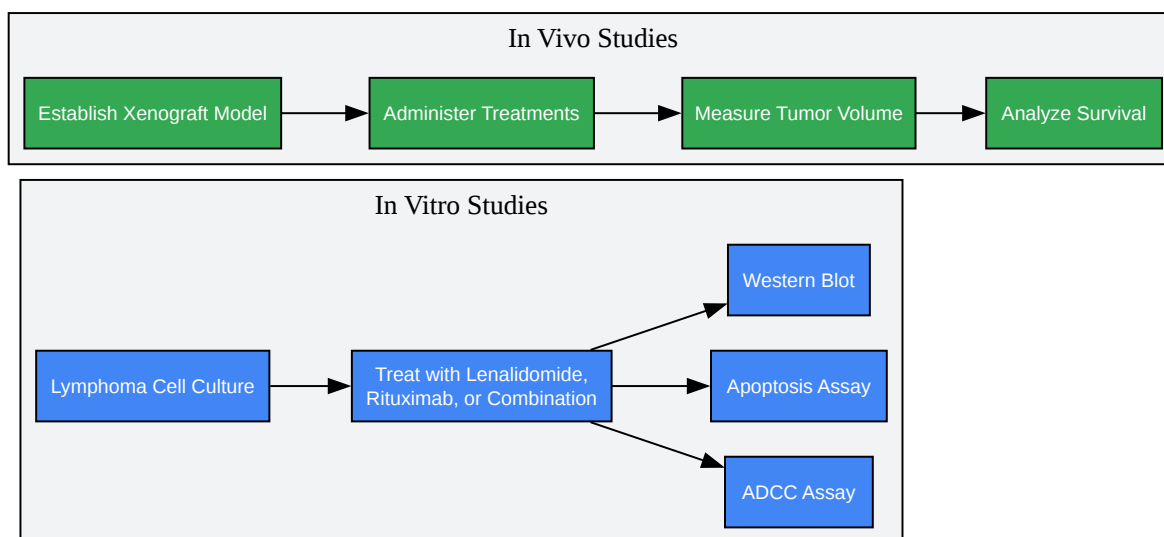 In Vivo Studies
Establish Xenograft Model
Administer Treatments
Measure Tumor Volume
Analyze Survival
In Vitro Studies
Lymphoma Cell Culture
Treat with Lenalidomide,
Rituximab, or Combination
Western Blot
Apoptosis Assay
ADCC Assay